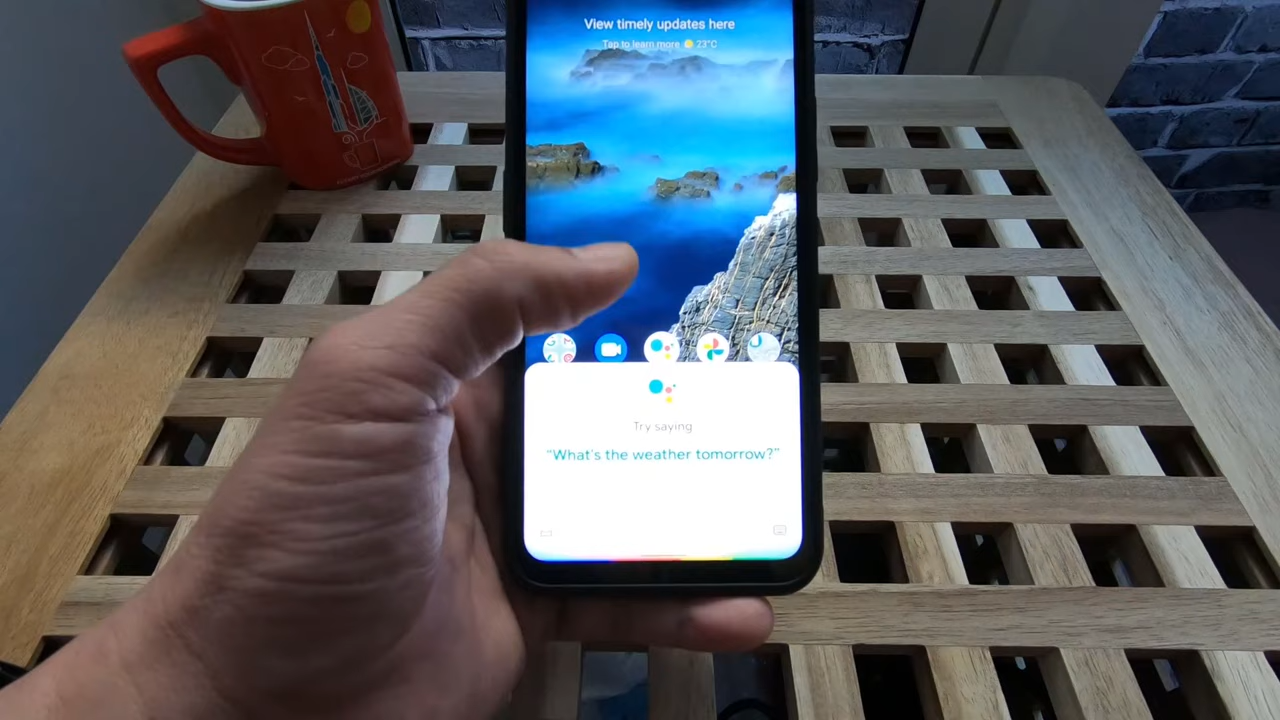 View timely updates here
Tap to learn more 23°C
Try saying
"What's the weather tomorrow?"